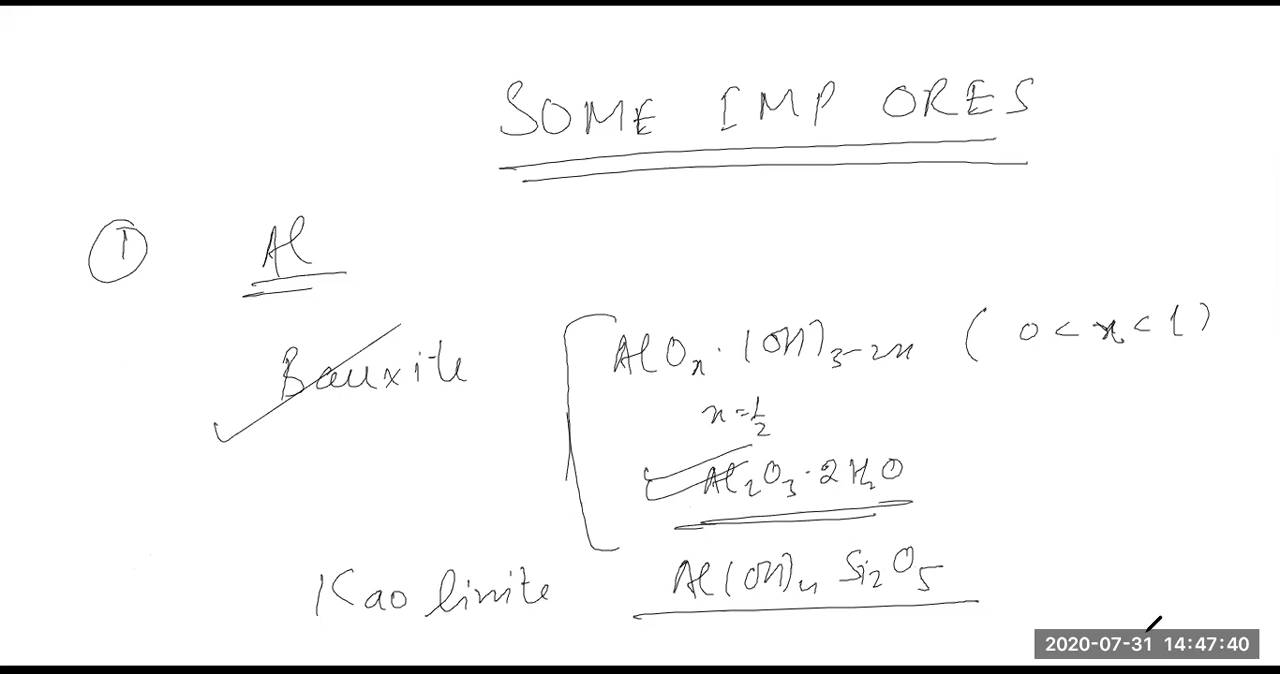 SOME IMP ORES
① Al
Bauxite AlOₓ·(OH)₃₋₂ₓ (0<x<1)
x=1/2
Al₂O₃·2H₂O
Kaolinite Al(OH)₄ Si₂O₅
2020-07-31 14:47:40